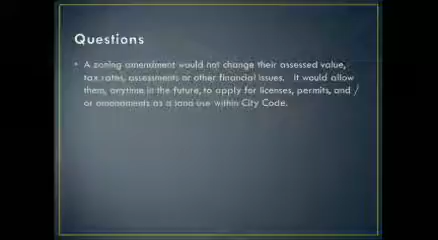 Questions
• A zoning amendment would not change their assessed value,
tax rates, assessments or other financial issues. It would allow
them, anytime in the future, to apply for licenses, permits, and /
or amendments as a land use within City Code.